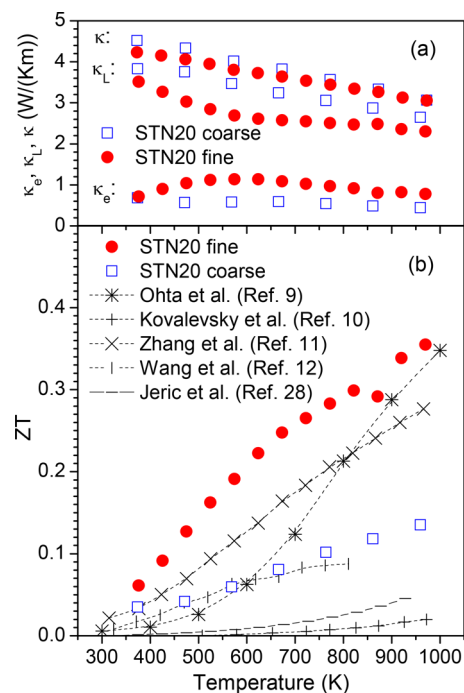 (a)
κ:
κL:
κe:
κe, κL, κ (W/(Km))
5
4
3
2
1
0
STN20 coarse
STN20 fine
(b)
STN20 fine
STN20 coarse
Ohta et al. (Ref. 9)
Kovalevsky et al. (Ref. 10)
Zhang et al. (Ref. 11)
Wang et al. (Ref. 12)
Jeric et al. (Ref. 28)
ZT
0.4
0.3
0.2
0.1
0.0
300 400 500 600 700 800 900 1000
Temperature (K)